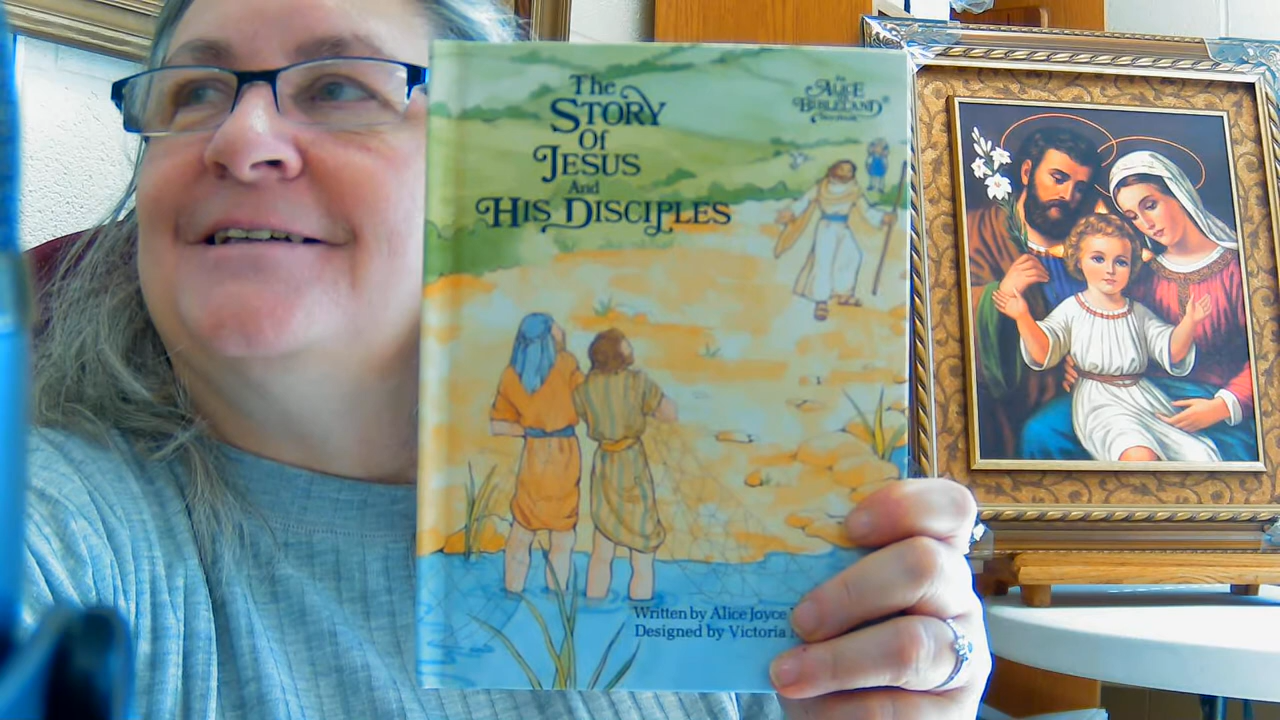 The
STORY
Of
JESUS
And
HIS DISCIPLES
An
ALICE
IN
BIBLELAND®
Storybook
Written by Alice Joyce
Designed by Victoria